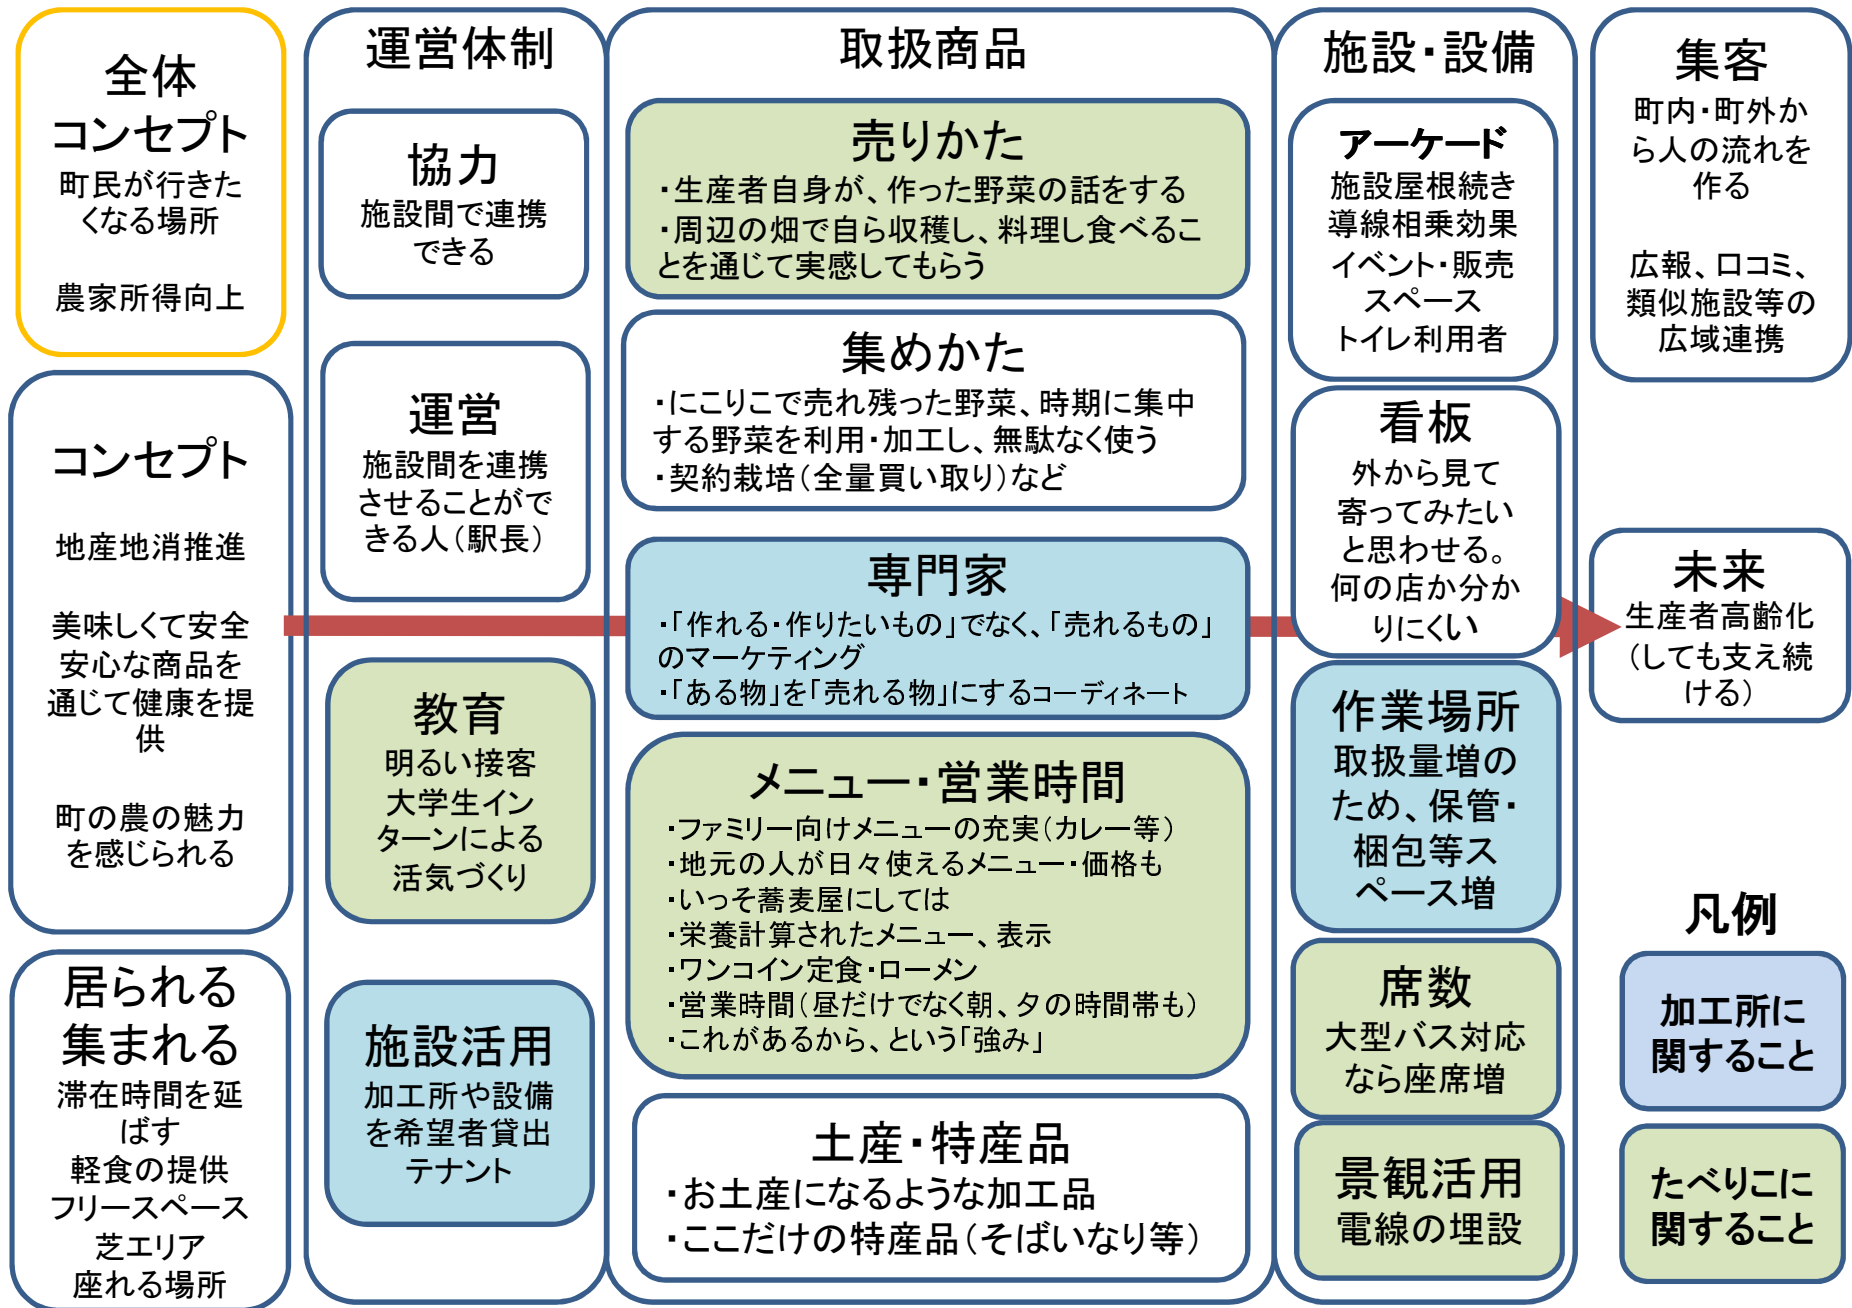 全体
コンセプト
町民が行きた
くなる場所
農家所得向上
コンセプト
地産地消推進
美味しくて安全
安心な商品を
通じて健康を提
供
町の農の魅力
を感じられる
居られる
集まれる
滞在時間を延
ばす
軽食の提供
フリースペース
芝エリア
座れる場所
運営体制
協力
施設間で連携
できる
運営
施設間を連携
させることがで
きる人（駅長）
教育
明るい接客
大学生イン
ターンによる
活気づくり
施設活用
加工所や設備
を希望者貸出
テナント
取扱商品
売りかた
・生産者自身が、作った野菜の話をする
・周辺の畑で自ら収穫し、料理し食べるこ
とを通じて実感してもらう
集めかた
・にこりこで売れ残った野菜、時期に集中
する野菜を利用・加工し、無駄なく使う
・契約栽培（全量買い取り）など
専門家
・「作れる・作りたいもの」でなく、「売れるもの」
のマーケティング
・「ある物」を「売れる物」にするコーディネート
メニュー・営業時間
・ファミリー向けメニューの充実（カレー等）
・地元の人が日々使えるメニュー・価格も
・いっそ蕎麦屋にしては
・栄養計算されたメニュー、表示
・ワンコイン定食・ローメン
・営業時間（昼だけでなく朝、夕の時間帯も）
・これがあるから、という「強み」
土産・特産品
・お土産になるような加工品
・ここだけの特産品（そばいなり等）
施設・設備
アーケード
施設屋根続き
導線相乗効果
イベント・販売
スペース
トイレ利用者
看板
外から見て
寄ってみたい
と思わせる。
何の店か分か
りにくい
作業場所
取扱量増の
ため、保管・
梱包等ス
ペース増
席数
大型バス対応
なら座席増
景観活用
電線の埋設
集客
町内・町外か
ら人の流れを
作る
広報、口コミ、
類似施設等の
広域連携
未来
生産者高齢化
（しても支え続
ける）
凡例
加工所に
関すること
たべりこに
関すること